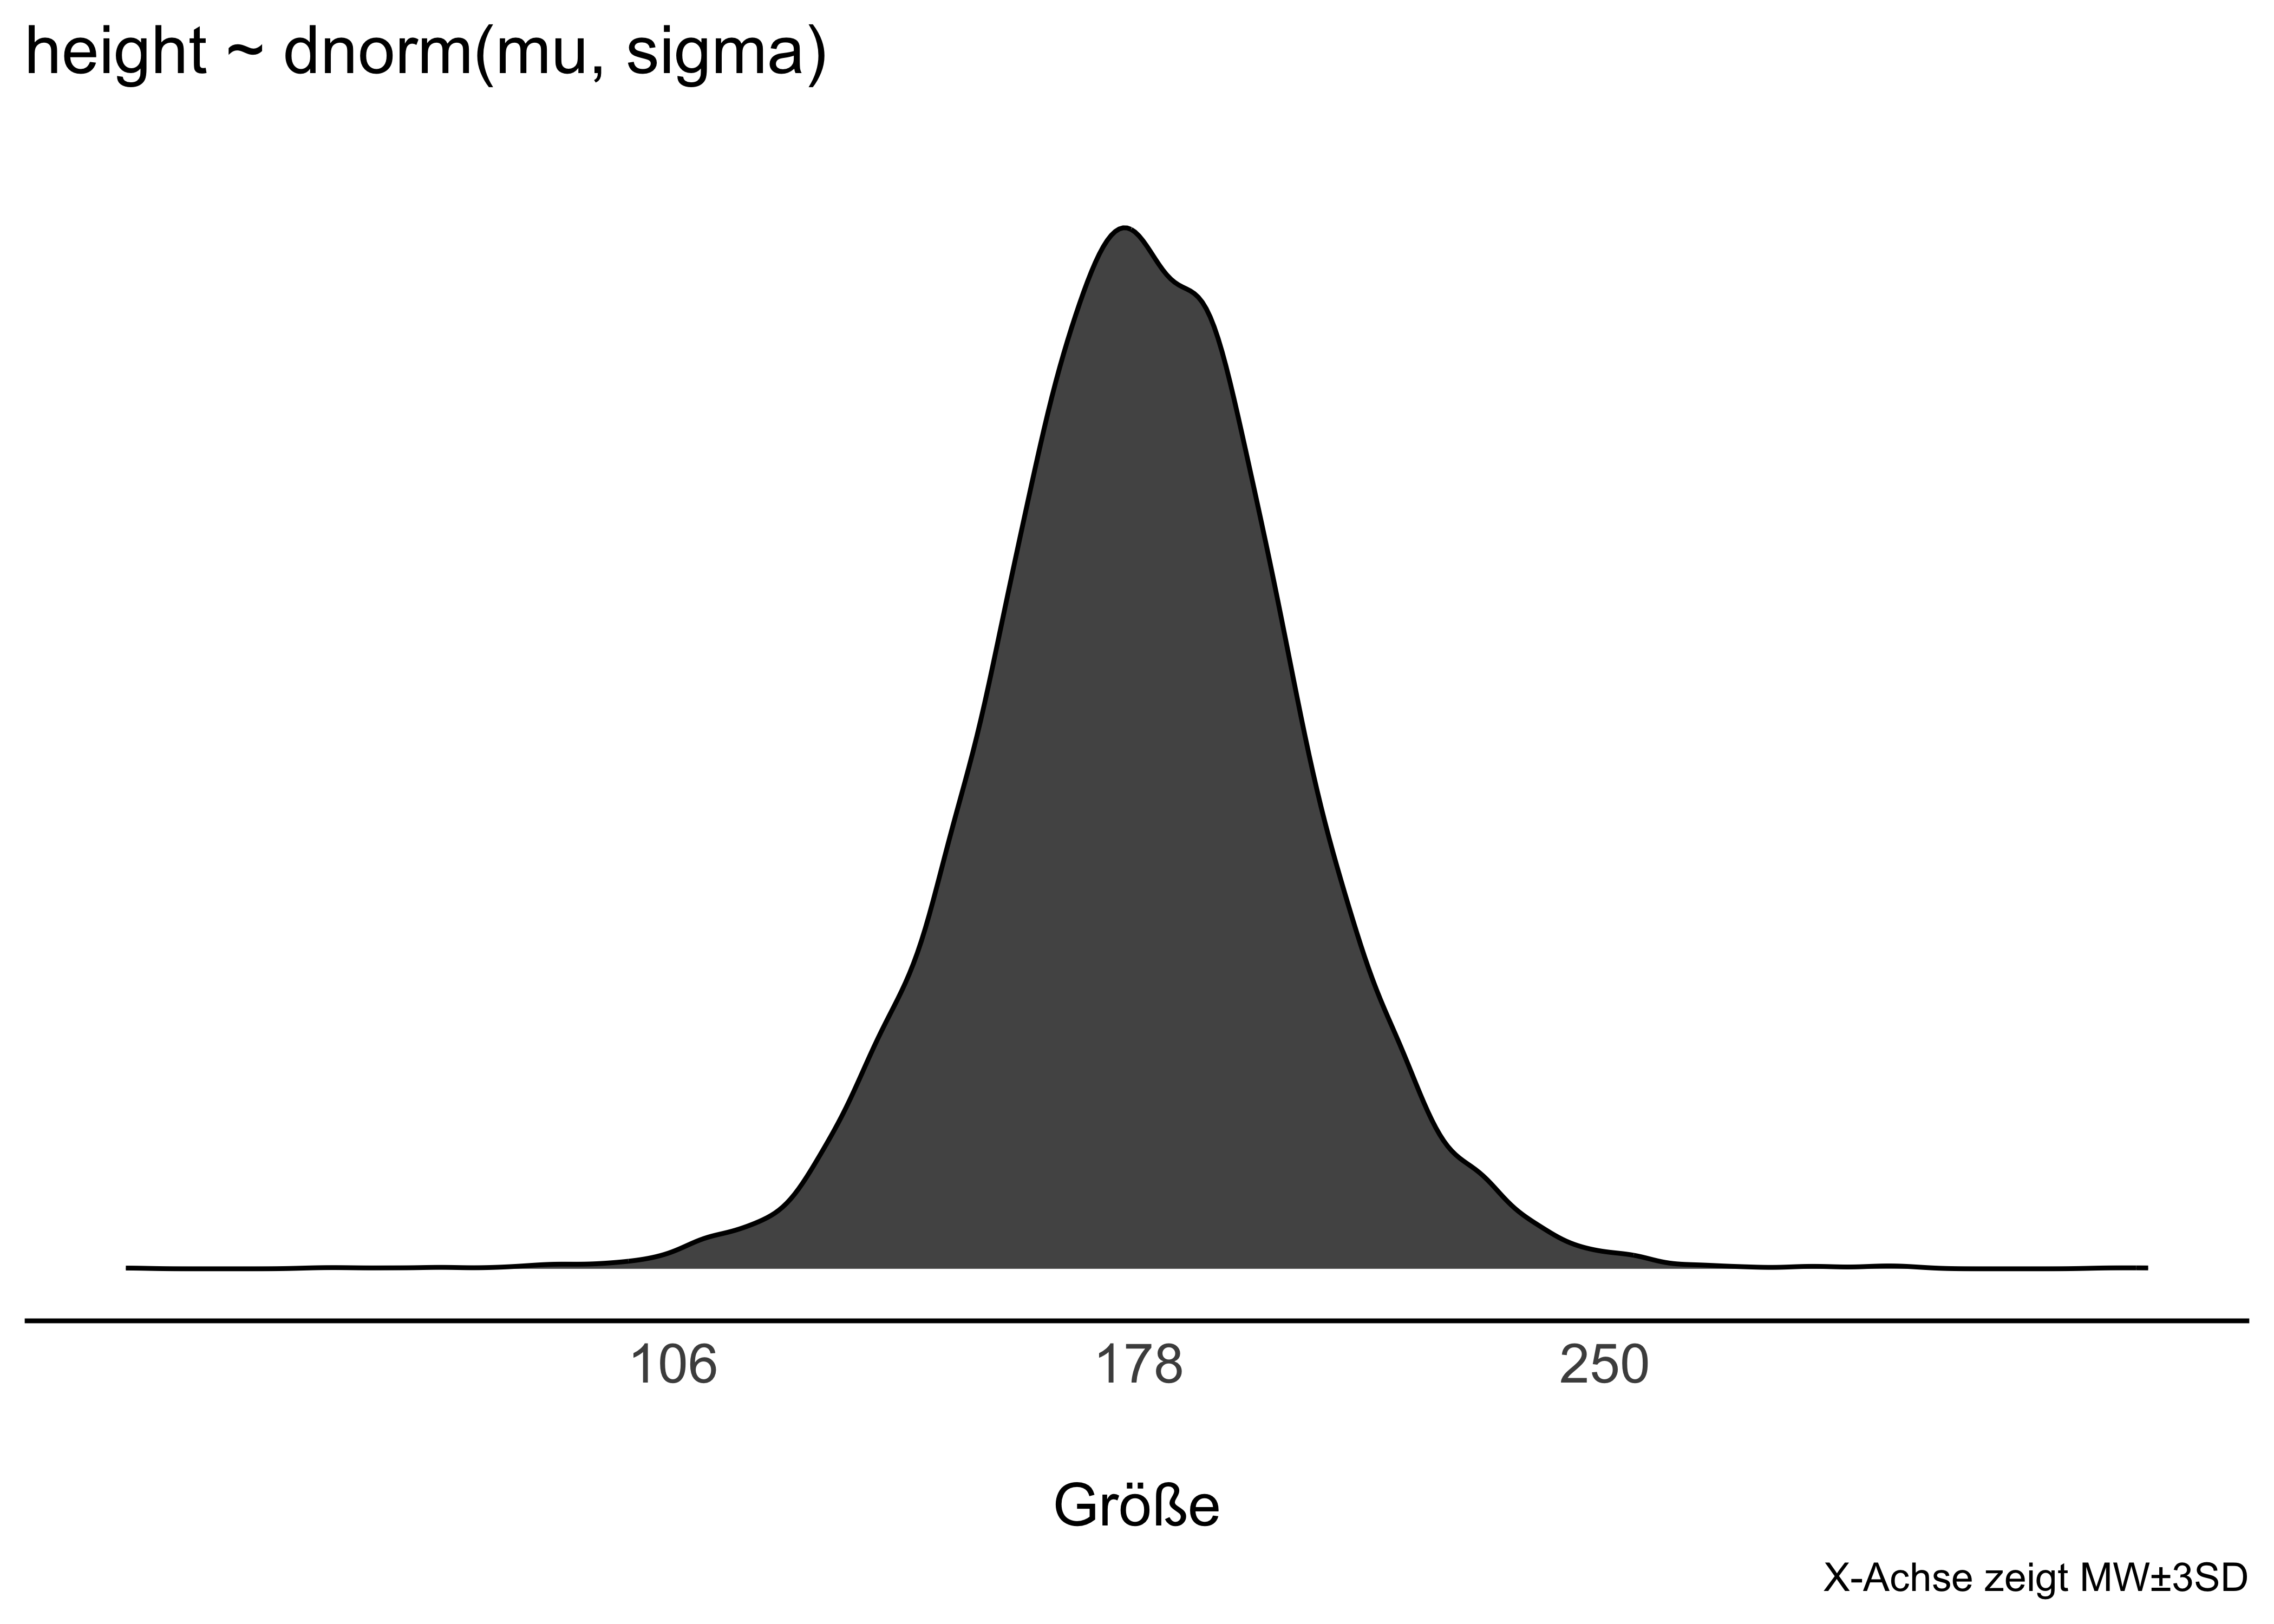 height ~ dnorm(mu, sigma)
106 178 250
Größe
X-Achse zeigt MW±3SD